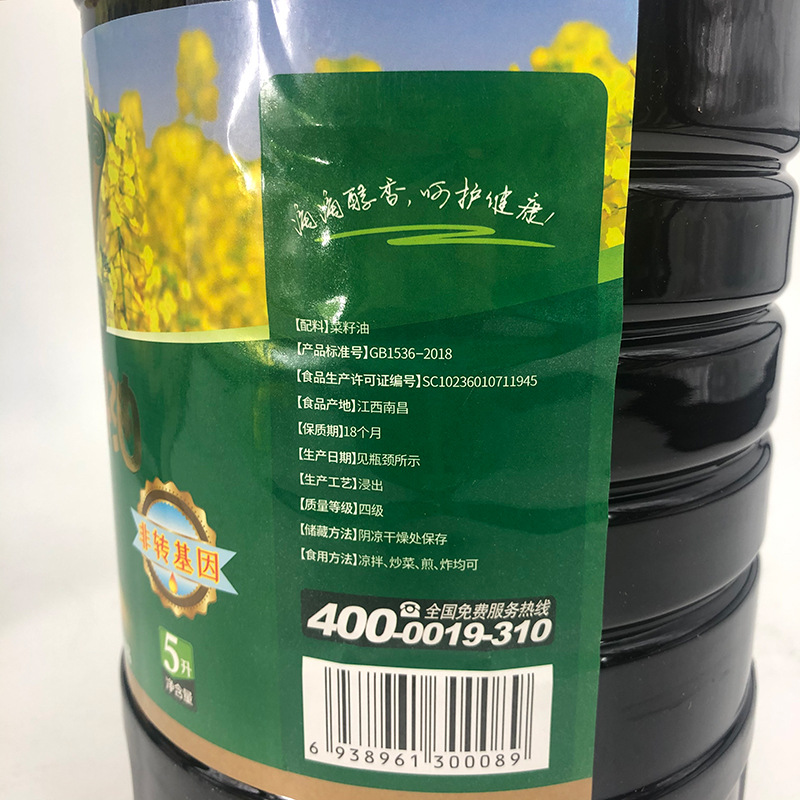 滴滴醇香,呵护健康!
【配料】菜籽油
【产品标准号】GB1536-2018
【食品生产许可证编号】SC10236010711945
【食品产地】江西南昌
【保质期】18个月
【生产日期】见瓶颈所示
【生产工艺】浸出
【质量等级】四级
【储藏方法】阴凉干燥处保存
【食用方法】凉拌、炒菜、煎、炸均可
油
非转基因
5升
净含量
全国免费服务热线
400-0019-310
6 938961 300089